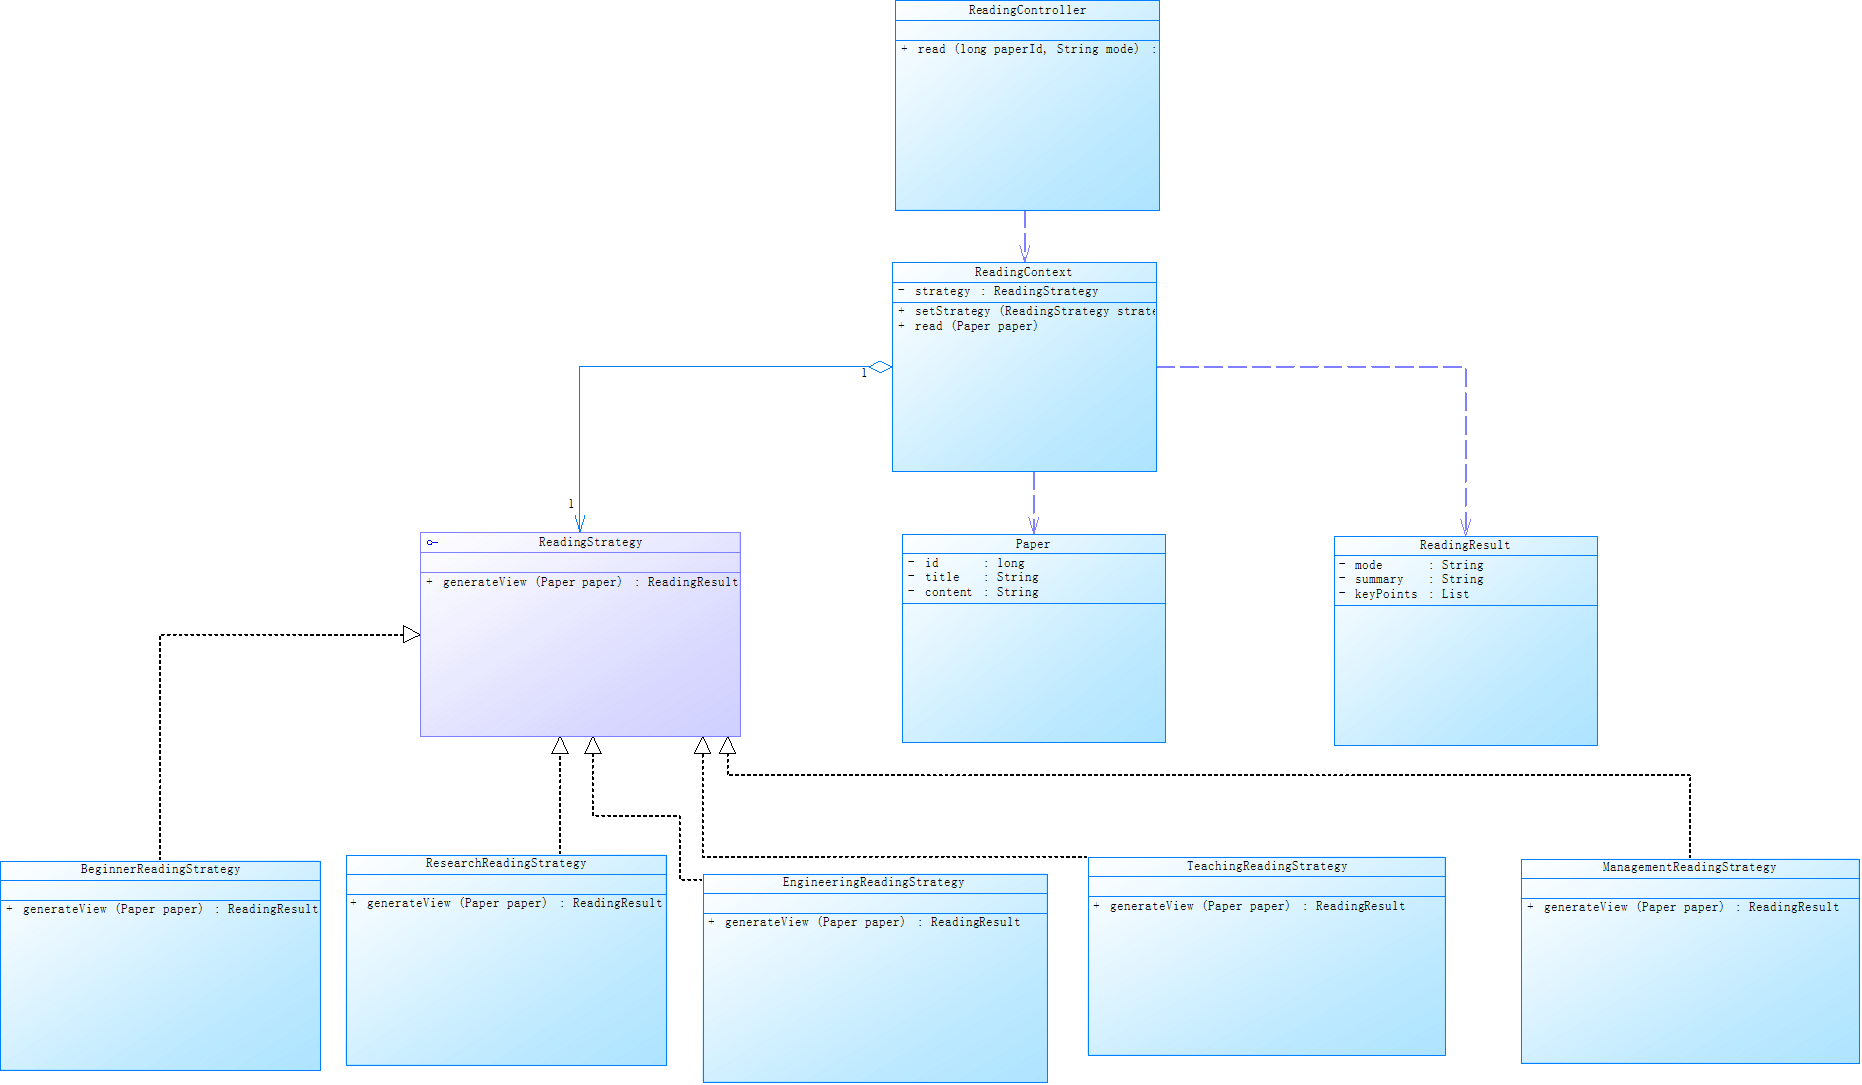 ReadingController
+ read (long paperId, String mode) :
ReadingContext
- strategy : ReadingStrategy
+ setStrategy (ReadingStrategy strate
+ read (Paper paper)
1
1
ReadingStrategy
+ generateView (Paper paper) : ReadingResult
Paper
- id : long
- title : String
- content : String
ReadingResult
- mode : String
- summary : String
- keyPoints : List
BeginnerReadingStrategy
+ generateView (Paper paper) : ReadingResult
ResearchReadingStrategy
+ generateView (Paper paper) : ReadingResult
EngineeringReadingStrategy
+ generateView (Paper paper) : ReadingResult
TeachingReadingStrategy
+ generateView (Paper paper) : ReadingResult
ManagementReadingStrategy
+ generateView (Paper paper) : ReadingResult